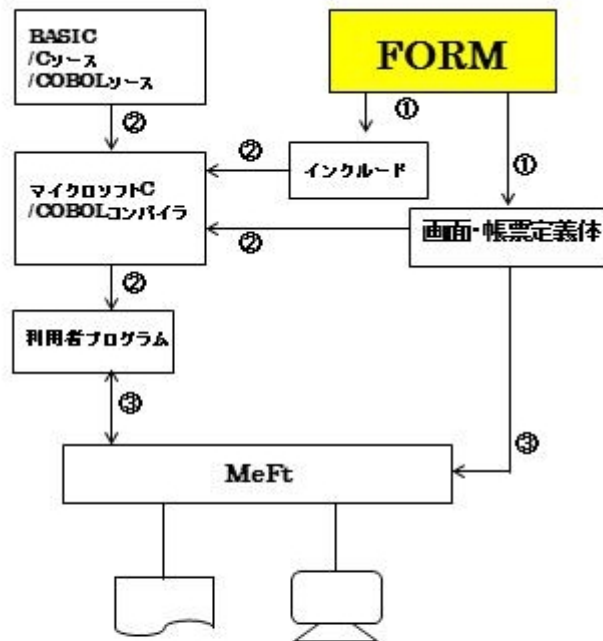 BASIC
/Cソース
/COBOLソース
FORM
①
①
②
②
インクルード
マイクロソフトC
/COBOLコンパイラ
②
画面・帳票定義体
②
利用者プログラム
③
③
MeFt